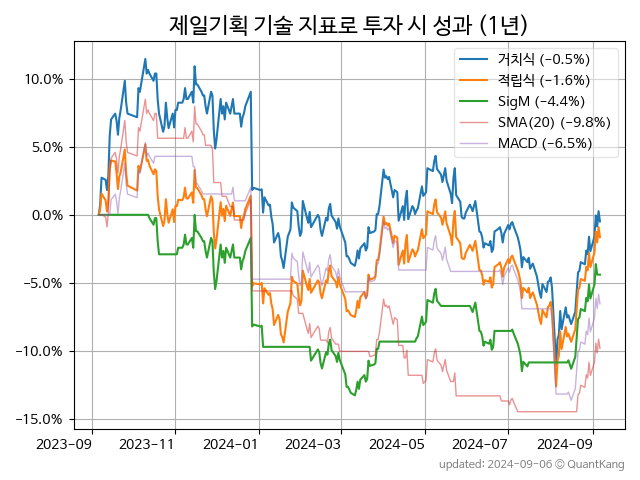 제일기획 기술 지표로 투자 시 성과 (1년)
거치식 (−0.5%)
적립식 (−1.6%)
SigM (−4.4%)
SMA(20) (−9.8%)
MACD (−6.5%)
10.0%
5.0%
0.0%
−5.0%
−10.0%
−15.0%
2023-09 2023-11 2024-01 2024-03 2024-05 2024-07 2024-09
updated: 2024-09-06 ⓒ QuantKang